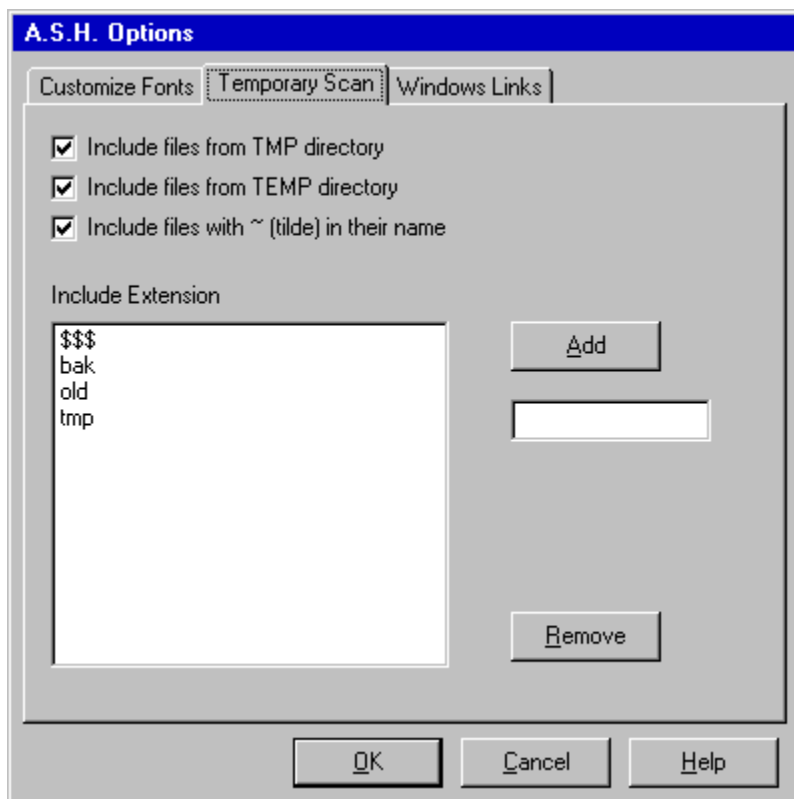 A.S.H. Options
Customize Fonts Temporary Scan Windows Links
Include files from TMP directory
Include files from TEMP directory
Include files with ~ (tilde) in their name
Include Extension
$$$
bak
old
tmp
Add
Remove
OK Cancel Help